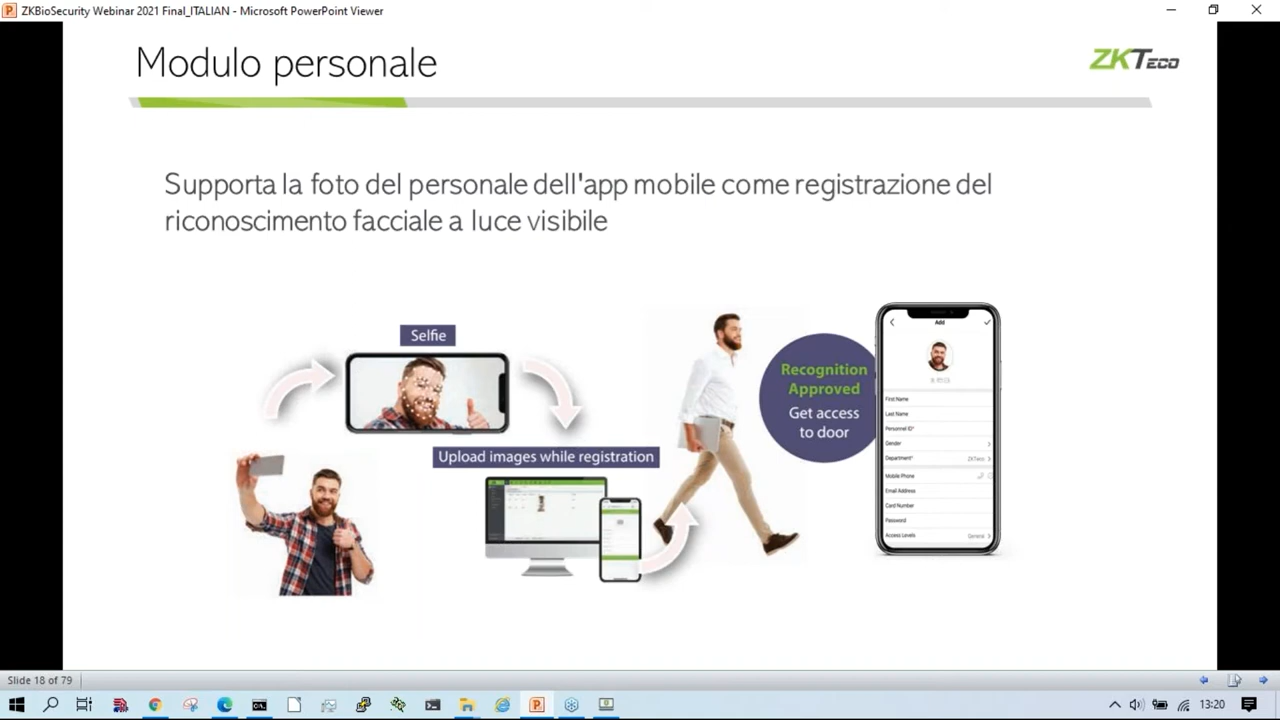 ZKBioSecurity Webinar 2021 Final_ITALIAN - Microsoft PowerPoint Viewer
Modulo personale
ZKTeco
Supporta la foto del personale dell'app mobile come registrazione del
riconoscimento facciale a luce visibile
Selfie
Upload images while registration
Recognition
Approved
Get access
to door
Add
First Name
Last Name
Personnel ID*
Gender
Department* ZKTeco
Mobile Phone
Email Address
Card Number
Password
Access Levels General
Slide 18 of 79
13:20